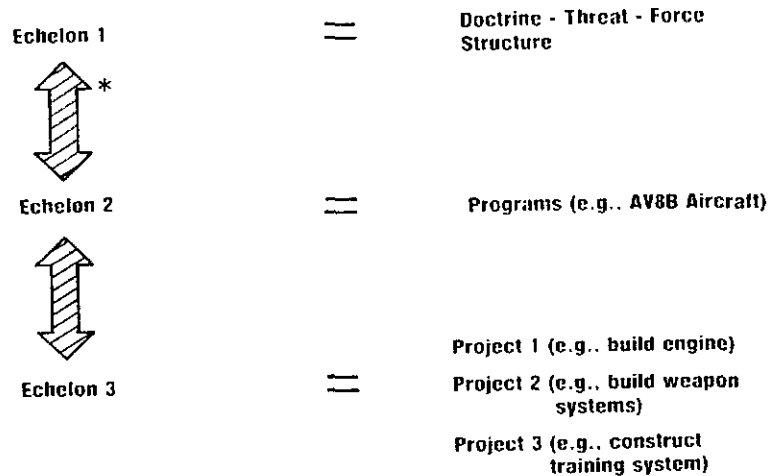 Echelon 1 = Doctrine - Threat - Force
Structure
*
Echelon 2 = Programs (e.g., AV8B Aircraft)
Project 1 (e.g., build engine)
Echelon 3 = Project 2 (e.g., build weapon
systems)
Project 3 (e.g., construct
training system)